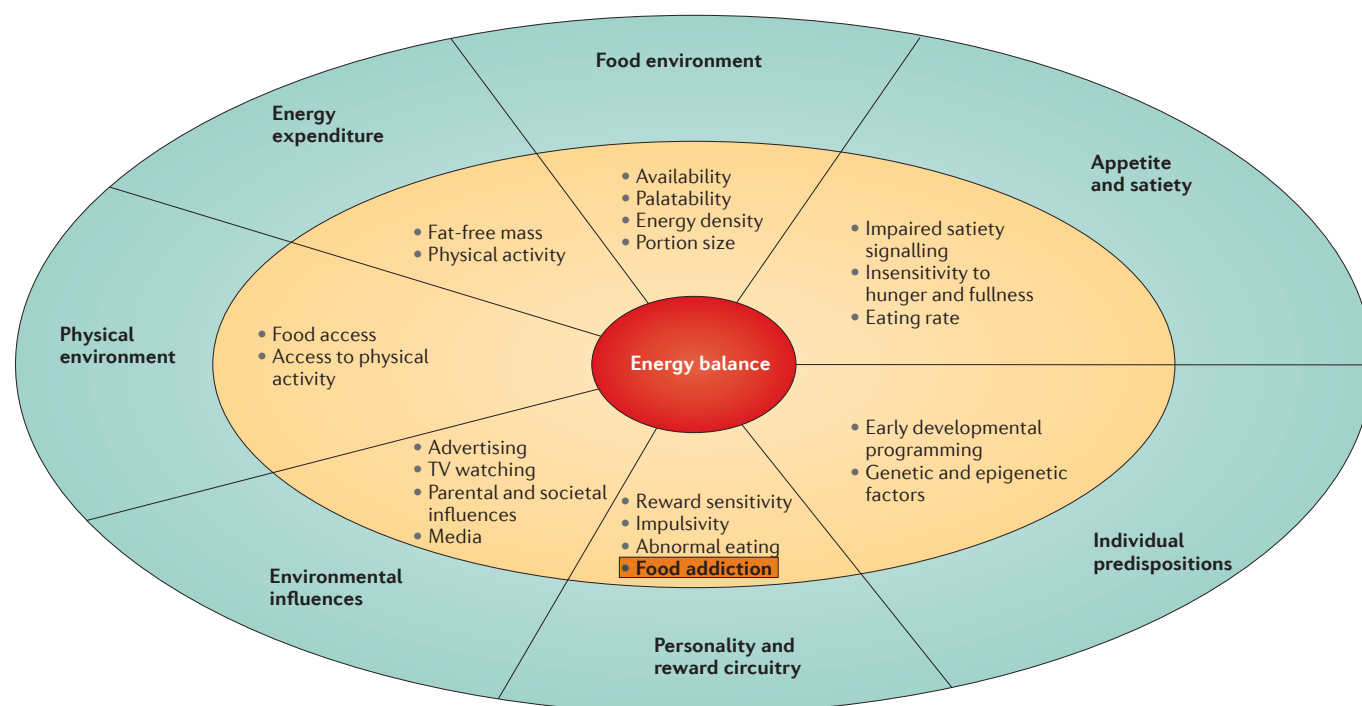 Food environment
Energy
expenditure
Appetite
and satiety
• Availability
• Palatability
• Energy density
• Portion size
• Fat-free mass
• Physical activity
• Impaired satiety
signalling
• Insensitivity to
hunger and fullness
• Eating rate
Physical
environment
• Food access
• Access to physical
activity
Energy balance
• Early developmental
programming
• Genetic and epigenetic
factors
• Advertising
• TV watching
• Parental and societal
influences
• Media
• Reward sensitivity
• Impulsivity
• Abnormal eating
• Food addiction
Individual
predispositions
Environmental
influences
Personality and
reward circuitry